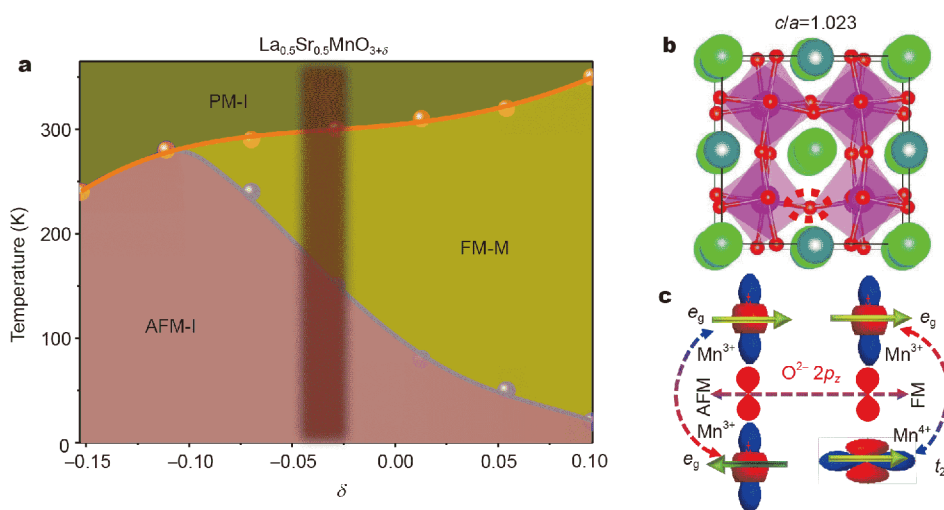 La0.5Sr0.5MnO3+δ
a
PM-I
FM-M
AFM-I
Temperature (K)
300
200
100
0
−0.15
−0.10
−0.05
0.00
0.05
0.10
δ
c/a=1.023
b
c
eg
eg
Mn3+
Mn3+
O2− 2pz
AFM
FM
Mn3+
Mn4+
eg
t2